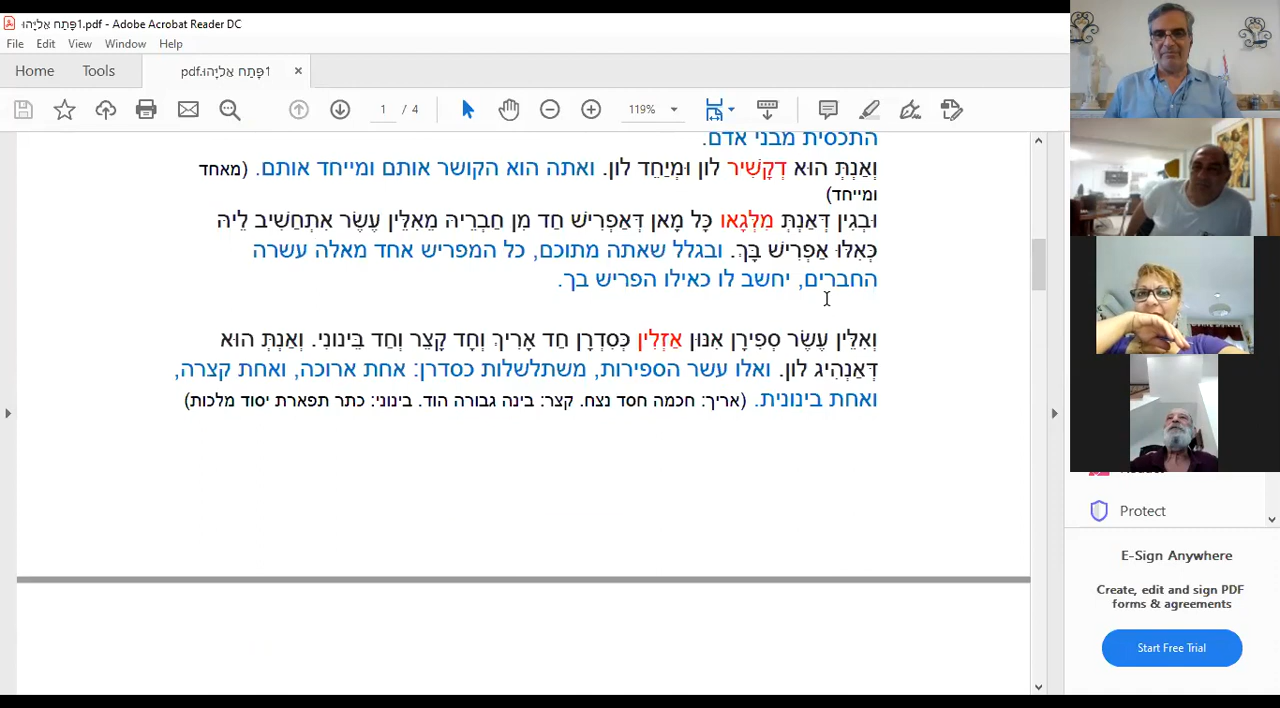 פָּתַח אֵלִיָּהוּ1.pdf - Adobe Acrobat Reader DC
File Edit View Window Help
Home Tools פָּתַח אֵלִיָּהוּ1.pdf ×
1 / 4 119%
התכסית מבני אדם.
וְאַנְתְּ הוּא דְקָשִׁיר לוֹן וּמְיַחֵד לוֹן. ואתה הוא הקושר אותם ומייחד אותם. (מאחד
ומייחד)
וּבְגִין דְּאַנְתְּ מִלְּגָאו כָּל מָאן דְּאַפְרִישׁ חַד מִן חַבְרֵיהּ מֵאִלֵּין עֶשֶׂר אִתְחַשִׁיב לֵיהּ
כְּאִלּוּ אַפְרִישׁ בָּךְ. ובגלל שאתה מתוכם, כל המפריש אחד מאלה עשרה
החברים, יחשב לו כאילו הפריש בך.
וְאִלֵּין עֶשֶׂר סְפִירָן אִנּוּן אַזְלִין כְּסִדְרָן חַד אָרִיךְ וְחָד קָצֵר וְחַד בֵּינוּנִי. וְאַנְתְּ הוּא
דְּאַנְהִיג לוֹן. ואלו עשר הספירות, משתלשלות כסדרן: אחת ארוכה, ואחת קצרה,
ואחת בינונית. (אריך: חכמה חסד נצח. קצר: בינה גבורה הוד. בינוני: כתר תפארת יסוד מלכות)
Protect
E-Sign Anywhere
Create, edit and sign PDF
forms & agreements
Start Free Trial